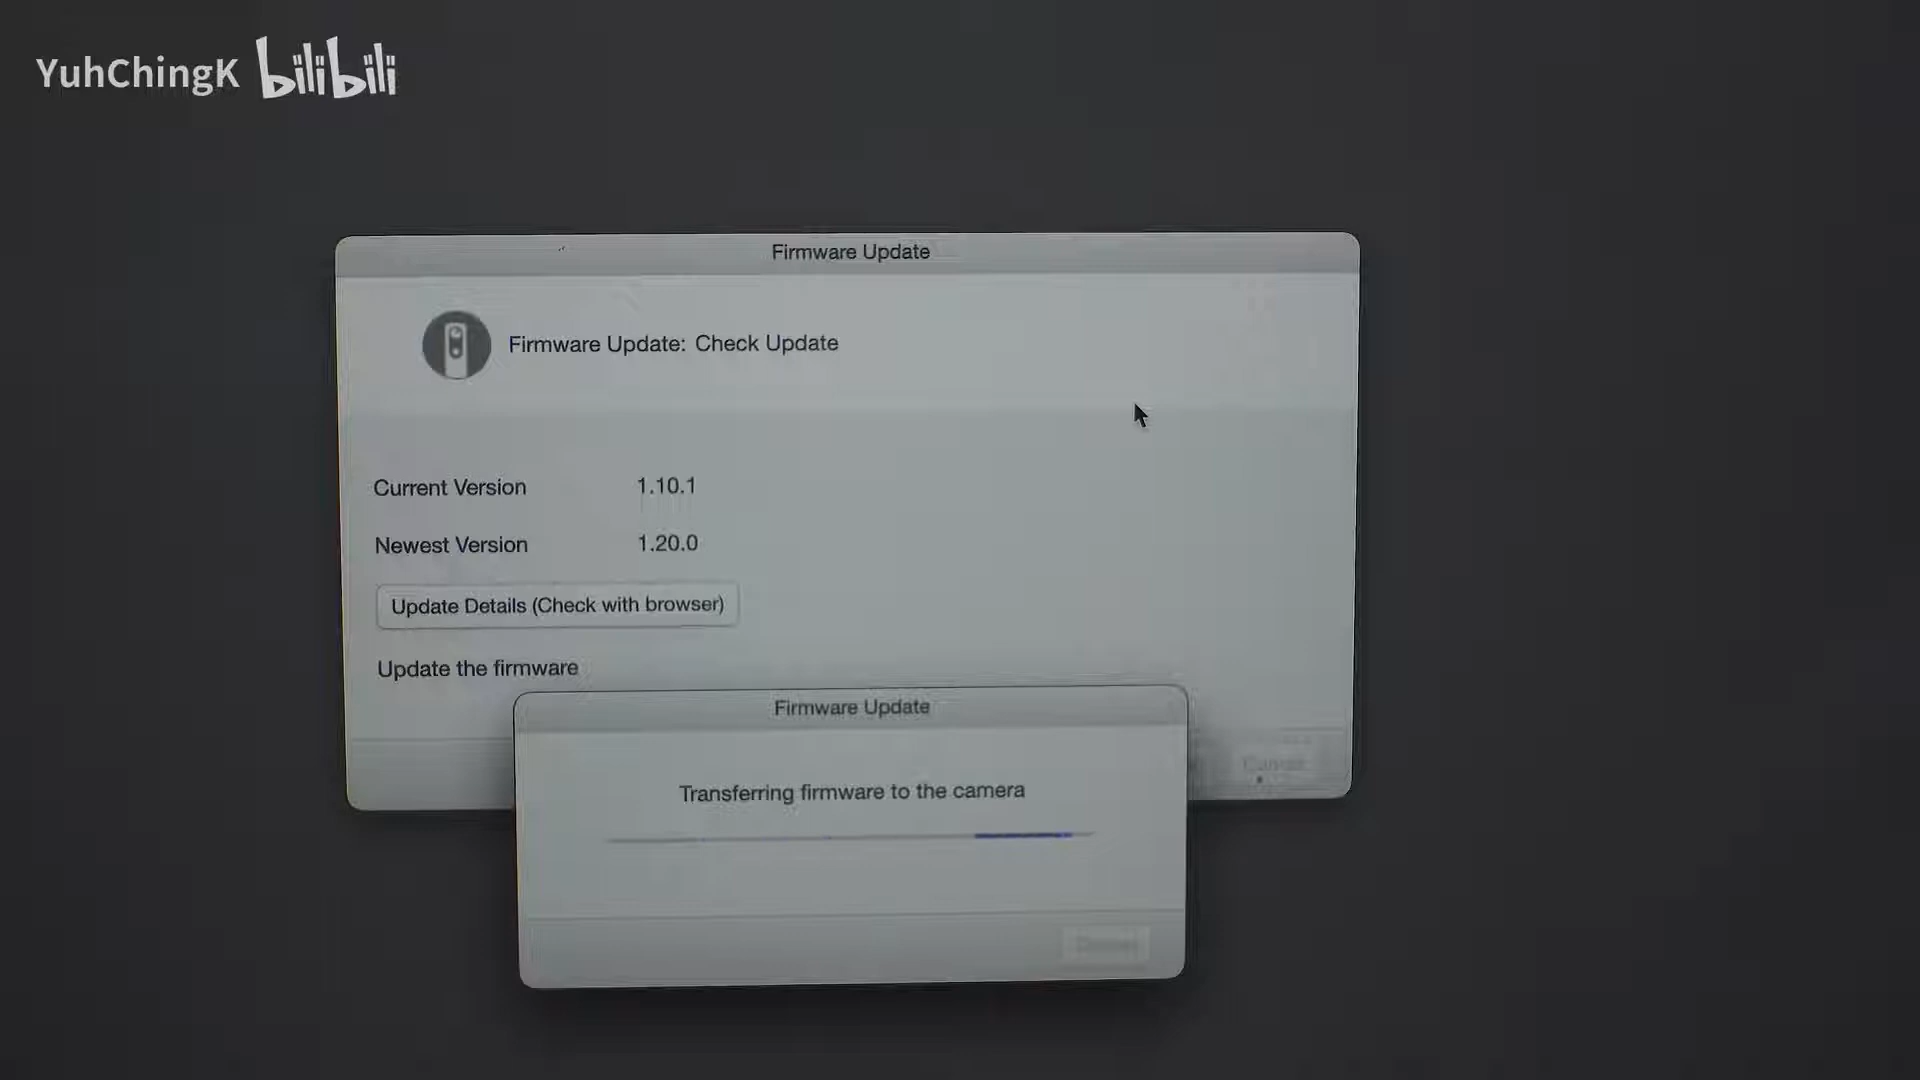 YuhChingK bilibili
Firmware Update
Firmware Update: Check Update
Current Version 1.10.1
Newest Version 1.20.0
Update Details (Check with browser)
Update the firmware
Firmware Update
Transferring firmware to the camera